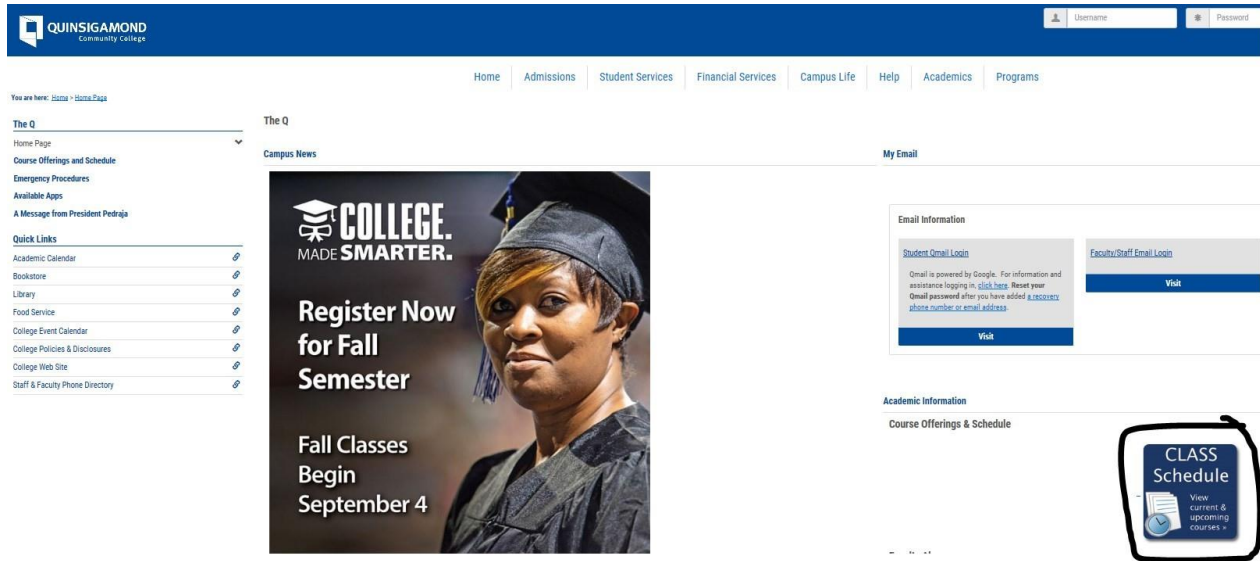 QUINSIGAMOND
Community College
Username
Password
Home Admissions Student Services Financial Services Campus Life Help Academics Programs
You are here: Home > Home Page
The Q
Home Page
Course Offerings and Schedule
Emergency Procedures
Available Apps
A Message from President Pedraja
Quick Links
Academic Calendar
Bookstore
Library
Food Service
College Event Calendar
College Policies & Disclosures
College Web Site
Staff & Faculty Phone Directory
The Q
Campus News
COLLEGE.
MADE SMARTER.
Register Now
for Fall
Semester
Fall Classes
Begin
September 4
My Email
Email Information
Student Qmail Login
Qmail is powered by Google. For information and
assistance logging in, click here. Reset your
Qmail password after you have added a recovery
phone number or email address.
Visit
Faculty/Staff Email Login
Visit
Academic Information
Course Offerings & Schedule
CLASS
Schedule
View
current &
upcoming
courses »